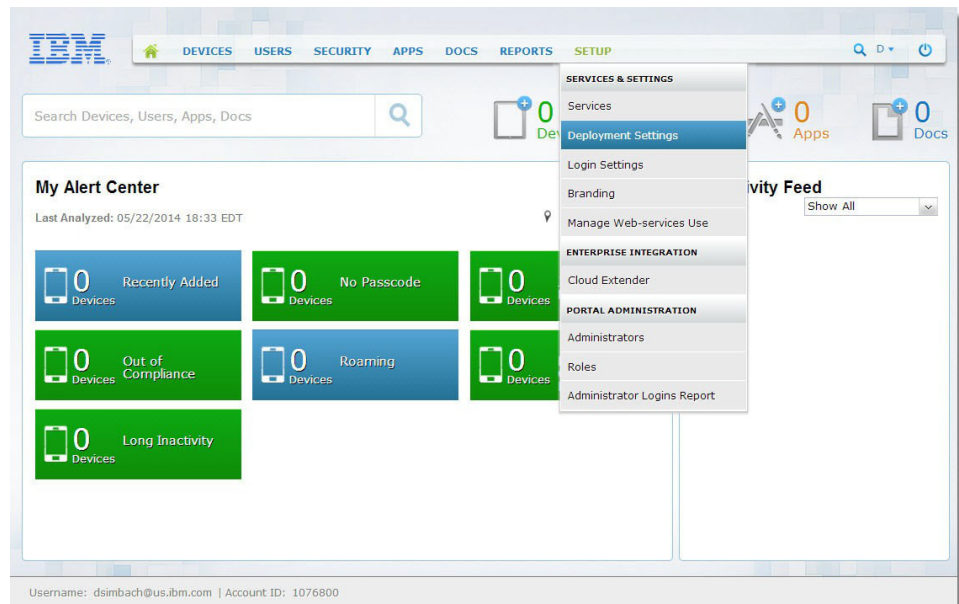 IBM
DEVICES USERS SECURITY APPS DOCS REPORTS SETUP D
SERVICES & SETTINGS
Services
Deployment Settings
Login Settings
Branding
Manage Web-services Use
ENTERPRISE INTEGRATION
Cloud Extender
PORTAL ADMINISTRATION
Administrators
Roles
Administrator Logins Report
Search Devices, Users, Apps, Docs
0
0 Apps
0 Docs
My Alert Center
Last Analyzed: 05/22/2014 18:33 EDT
0 Devices Recently Added
0 Devices No Passcode
0 Devices
0 Devices Out of Compliance
0 Devices Roaming
0 Devices
0 Devices Long Inactivity
Feed
Show All
Username: dsimbach@us.ibm.com | Account ID: 1076800